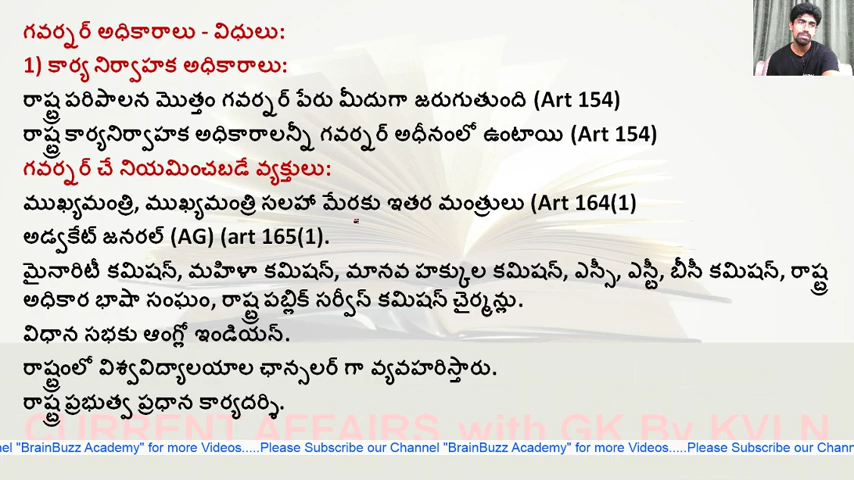 గవర్నర్ అధికారాలు - విధులు:
1) కార్య నిర్వాహక అధికారాలు:
రాష్ట్ర పరిపాలన మొత్తం గవర్నర్ పేరు మీదుగా జరుగుతుంది (Art 154)
రాష్ట్ర కార్యనిర్వాహక అధికారాలన్నీ గవర్నర్ అధీనంలో ఉంటాయి (Art 154)
గవర్నర్ చే నియమించబడే వ్యక్తులు:
ముఖ్యమంత్రి, ముఖ్యమంత్రి సలహా మేరకు ఇతర మంత్రులు (Art 164(1)
అడ్వకేట్ జనరల్ (AG) (art 165(1).
మైనారిటీ కమిషన్, మహిళా కమిషన్, మానవ హక్కుల కమిషన్, ఎస్సీ, ఎస్టీ, బీసీ కమిషన్, రాష్ట్ర
అధికార భాషా సంఘం, రాష్ట్ర పబ్లిక్ సర్వీస్ కమిషన్ చైర్మన్లు.
విధాన సభకు ఆంగ్లో ఇండియన్.
రాష్ట్రంలో విశ్వవిద్యాలయాల ఛాన్సలర్ గా వ్యవహరిస్తారు.
రాష్ట్ర ప్రభుత్వ ప్రధాన కార్యదర్శి.
CURRENT AFFAIRS with GK By KVLN
nel "BrainBuzz Academy" for more Videos.....Please Subscribe our Channel "BrainBuzz Academy" for more Videos.....Please Subscribe our Chann